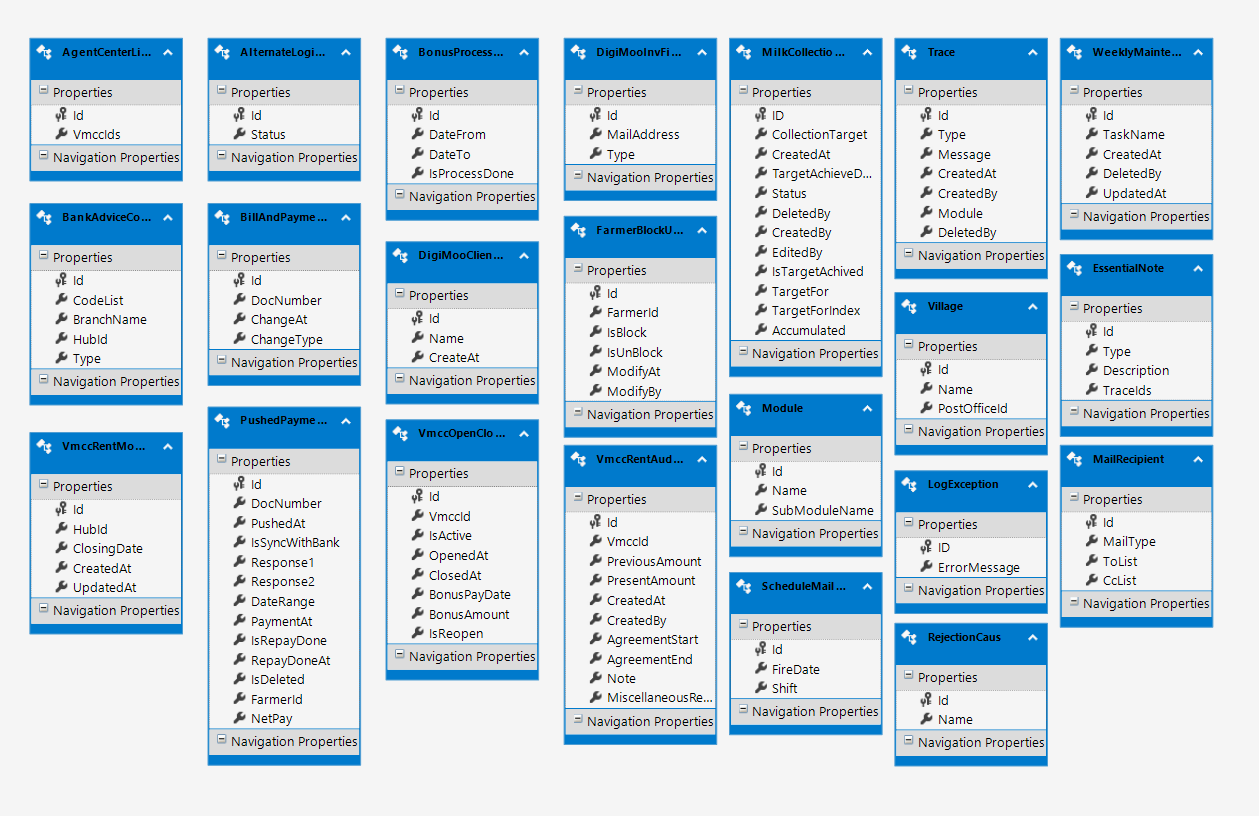 AgentCenterLi...
Properties
Id
VmccIds
Navigation Properties
BankAdviceCo...
Properties
Id
CodeList
BranchName
HubId
Type
Navigation Properties
VmccRentMo...
Properties
Id
HubId
ClosingDate
CreatedAt
UpdatedAt
Navigation Properties
AlternateLogi...
Properties
Id
Status
Navigation Properties
BillAndPayme...
Properties
Id
DocNumber
ChangeAt
ChangeType
Navigation Properties
PushedPayme...
Properties
Id
DocNumber
PushedAt
IsSyncWithBank
Response1
Response2
DateRange
PaymentAt
IsRepayDone
RepayDoneAt
IsDeleted
FarmerId
NetPay
Navigation Properties
BonusProcess...
Properties
Id
DateFrom
DateTo
IsProcessDone
Navigation Properties
DigiMooClien...
Properties
Id
Name
CreateAt
Navigation Properties
VmccOpenClo...
Properties
Id
VmccId
IsActive
OpenedAt
ClosedAt
BonusPayDate
BonusAmount
IsReopen
Navigation Properties
DigiMooInvFi...
Properties
Id
MailAddress
Type
Navigation Properties
FarmerBlockU...
Properties
Id
FarmerId
IsBlock
IsUnBlock
ModifyAt
ModifyBy
Navigation Properties
VmccRentAud...
Properties
Id
VmccId
PreviousAmount
PresentAmount
CreatedAt
CreatedBy
AgreementStart
AgreementEnd
Note
MiscellaneousRe...
Navigation Properties
MilkCollectio...
Properties
ID
CollectionTarget
CreatedAt
TargetAchieveD...
Status
DeletedBy
CreatedBy
EditedBy
IsTargetAchived
TargetFor
TargetForIndex
Accumulated
Navigation Properties
Module
Properties
Id
Name
SubModuleName
Navigation Properties
ScheduleMail...
Properties
Id
FireDate
Shift
Navigation Properties
Trace
Properties
Id
Type
Message
CreatedAt
CreatedBy
Module
DeletedBy
Navigation Properties
Village
Properties
Id
Name
PostOfficeId
Navigation Properties
LogException
Properties
ID
ErrorMessage
Navigation Properties
RejectionCaus
Properties
Id
Name
Navigation Properties
WeeklyMainte...
Properties
Id
TaskName
CreatedAt
DeletedBy
UpdatedAt
Navigation Properties
EssentialNote
Properties
Id
Type
Description
TraceIds
Navigation Properties
MailRecipient
Properties
Id
MailType
ToList
CcList
Navigation Properties